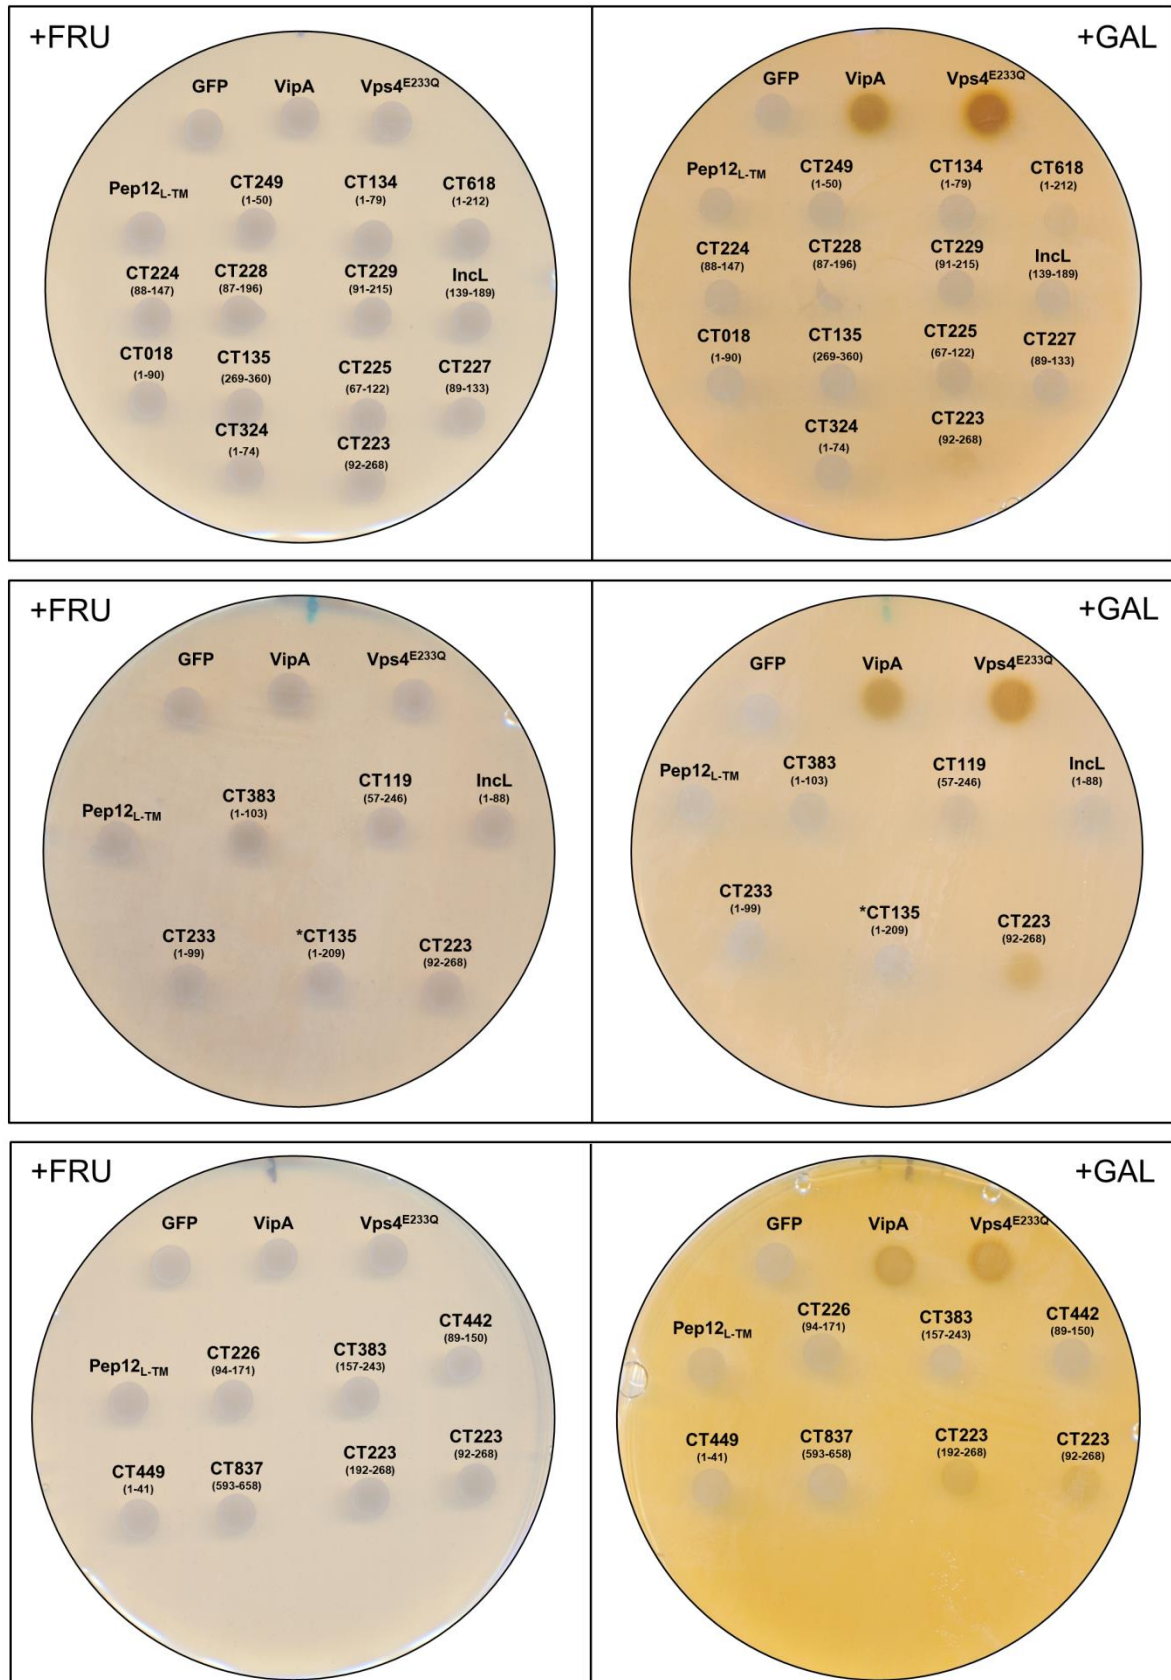 +FRU
GFP VipA Vps4E233Q
Pep12L-TM CT249 CT134 CT618
(1-50) (1-79) (1-212)
CT224 CT228 CT229 IncL
(88-147) (87-196) (91-215) (139-189)
CT018 CT135 CT225 CT227
(1-90) (269-360) (67-122) (89-133)
CT324 CT223
(1-74) (92-268)
+GAL
GFP VipA Vps4E233Q
Pep12L-TM CT249 CT134 CT618
(1-50) (1-79) (1-212)
CT224 CT228 CT229 IncL
(88-147) (87-196) (91-215) (139-189)
CT018 CT135 CT225 CT227
(1-90) (269-360) (67-122) (89-133)
CT324 CT223
(1-74) (92-268)
+FRU
GFP VipA Vps4E233Q
Pep12L-TM CT383 CT119 IncL
(1-103) (57-246) (1-88)
CT233 *CT135 CT223
(1-99) (1-209) (92-268)
+GAL
GFP VipA Vps4E233Q
Pep12L-TM CT383 CT119 IncL
(1-103) (57-246) (1-88)
CT233 *CT135 CT223
(1-99) (1-209) (92-268)
+FRU
GFP VipA Vps4E233Q
Pep12L-TM CT226 CT383 CT442
(94-171) (157-243) (89-150)
CT449 CT837 CT223 CT223
(1-41) (593-658) (192-268) (92-268)
+GAL
GFP VipA Vps4E233Q
Pep12L-TM CT226 CT383 CT442
(94-171) (157-243) (89-150)
CT449 CT837 CT223 CT223
(1-41) (593-658) (192-268) (92-268)